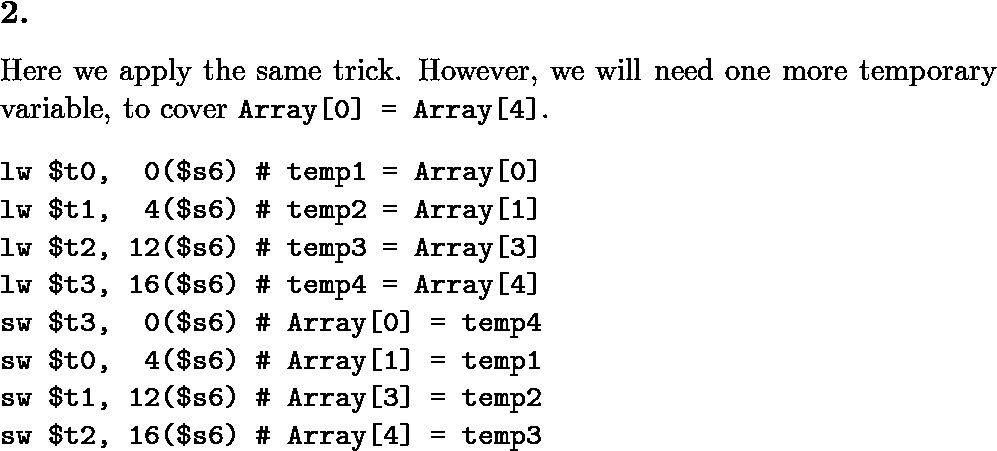 2.
Here we apply the same trick. However, we will need one more temporary
variable, to cover Array[0] = Array[4].
lw $t0,  0($s6) # temp1 = Array[0]
lw $t1,  4($s6) # temp2 = Array[1]
lw $t2, 12($s6) # temp3 = Array[3]
lw $t3, 16($s6) # temp4 = Array[4]
sw $t3,  0($s6) # Array[0] = temp4
sw $t0,  4($s6) # Array[1] = temp1
sw $t1, 12($s6) # Array[3] = temp2
sw $t2, 16($s6) # Array[4] = temp3